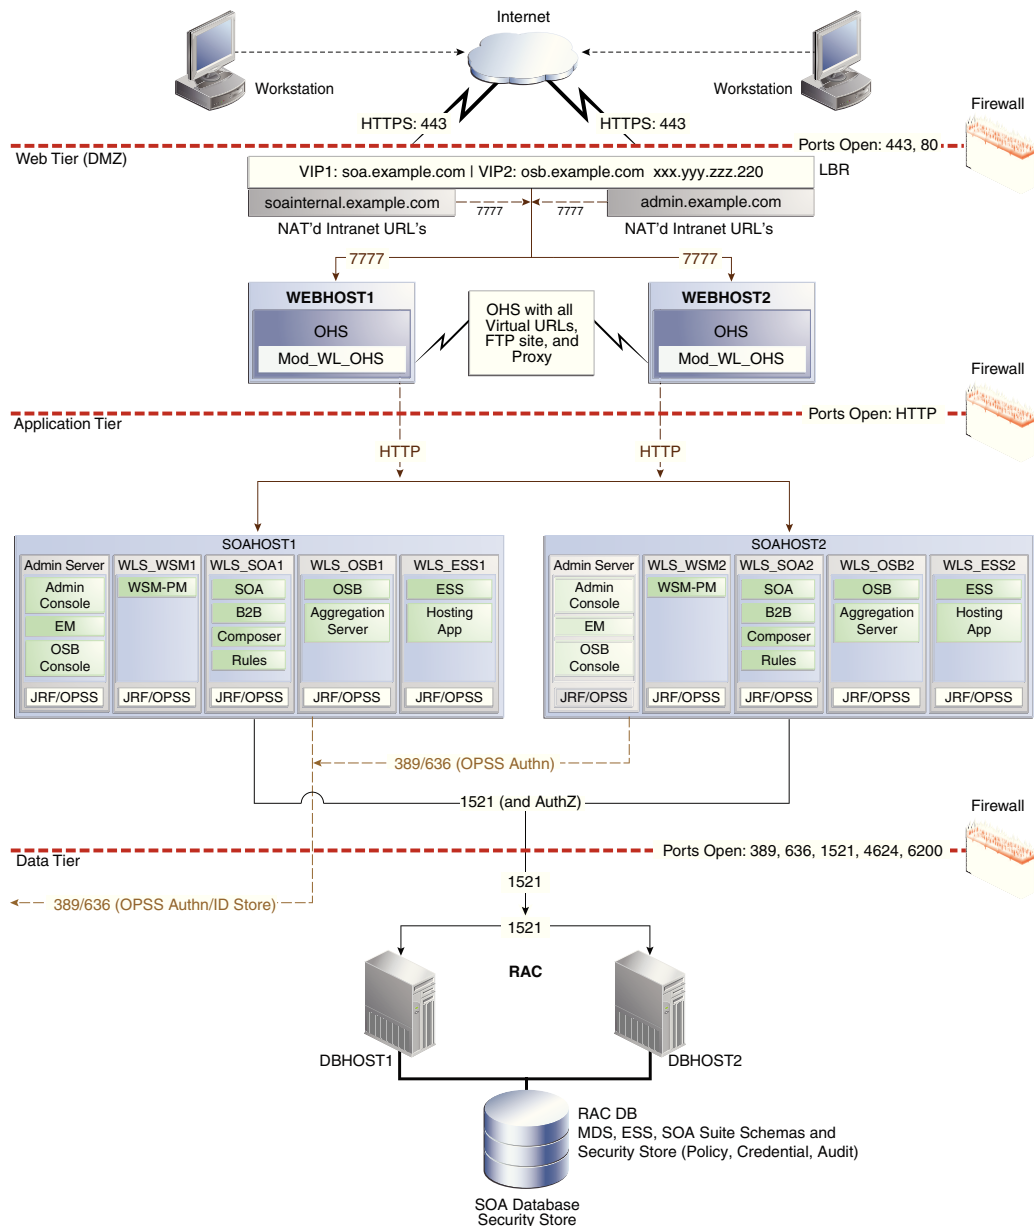 Internet
Workstation
Workstation
HTTPS: 443
HTTPS: 443
Firewall
Ports Open: 443, 80
Web Tier (DMZ)
VIP1: soa.example.com | VIP2: osb.example.com xxx.yyy.zzz.220
LBR
soainternal.example.com
7777
7777
admin.example.com
NAT'd Intranet URL's
NAT'd Intranet URL's
7777
7777
WEBHOST1
OHS
Mod_WL_OHS
OHS with all
Virtual URLs,
FTP site, and
Proxy
WEBHOST2
OHS
Mod_WL_OHS
Firewall
Ports Open: HTTP
Application Tier
HTTP
HTTP
SOAHOST1
Admin Server
Admin
Console
EM
OSB
Console
JRF/OPSS
WLS_WSM1
WSM-PM
JRF/OPSS
WLS_SOA1
SOA
B2B
Composer
Rules
JRF/OPSS
WLS_OSB1
OSB
Aggregation
Server
JRF/OPSS
WLS_ESS1
ESS
Hosting
App
JRF/OPSS
SOAHOST2
Admin Server
Admin
Console
EM
OSB
Console
JRF/OPSS
WLS_WSM2
WSM-PM
JRF/OPSS
WLS_SOA2
SOA
B2B
Composer
Rules
JRF/OPSS
WLS_OSB2
OSB
Aggregation
Server
JRF/OPSS
WLS_ESS2
ESS
Hosting
App
JRF/OPSS
389/636 (OPSS Authn)
1521 (and AuthZ)
Firewall
Ports Open: 389, 636, 1521, 4624, 6200
Data Tier
1521
389/636 (OPSS Authn/ID Store)
1521
RAC
DBHOST1
DBHOST2
RAC DB
MDS, ESS, SOA Suite Schemas and
Security Store (Policy, Credential, Audit)
SOA Database
Security Store